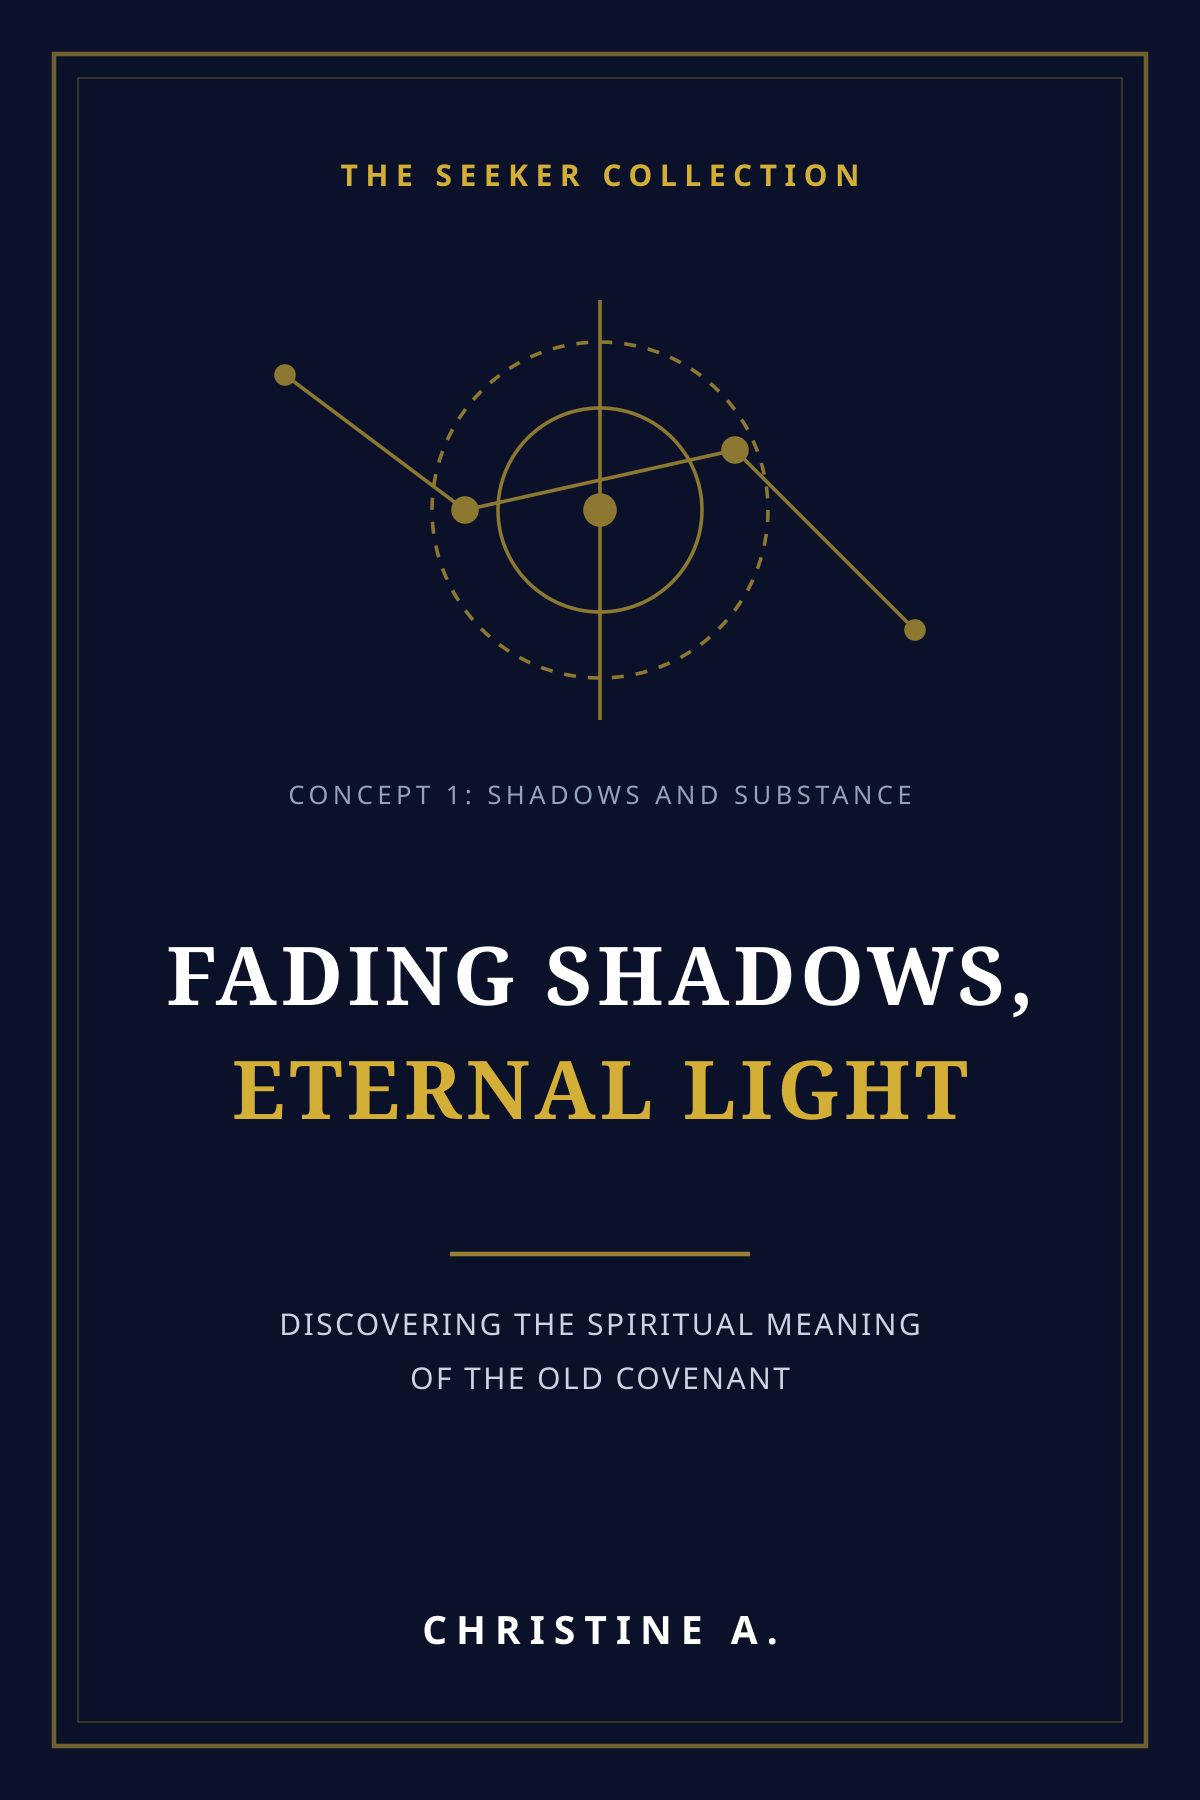 THE SEEKER COLLECTION
CONCEPT 1: SHADOWS AND SUBSTANCE
FADING SHADOWS,
ETERNAL LIGHT
DISCOVERING THE SPIRITUAL MEANING
OF THE OLD COVENANT
CHRISTINE A.